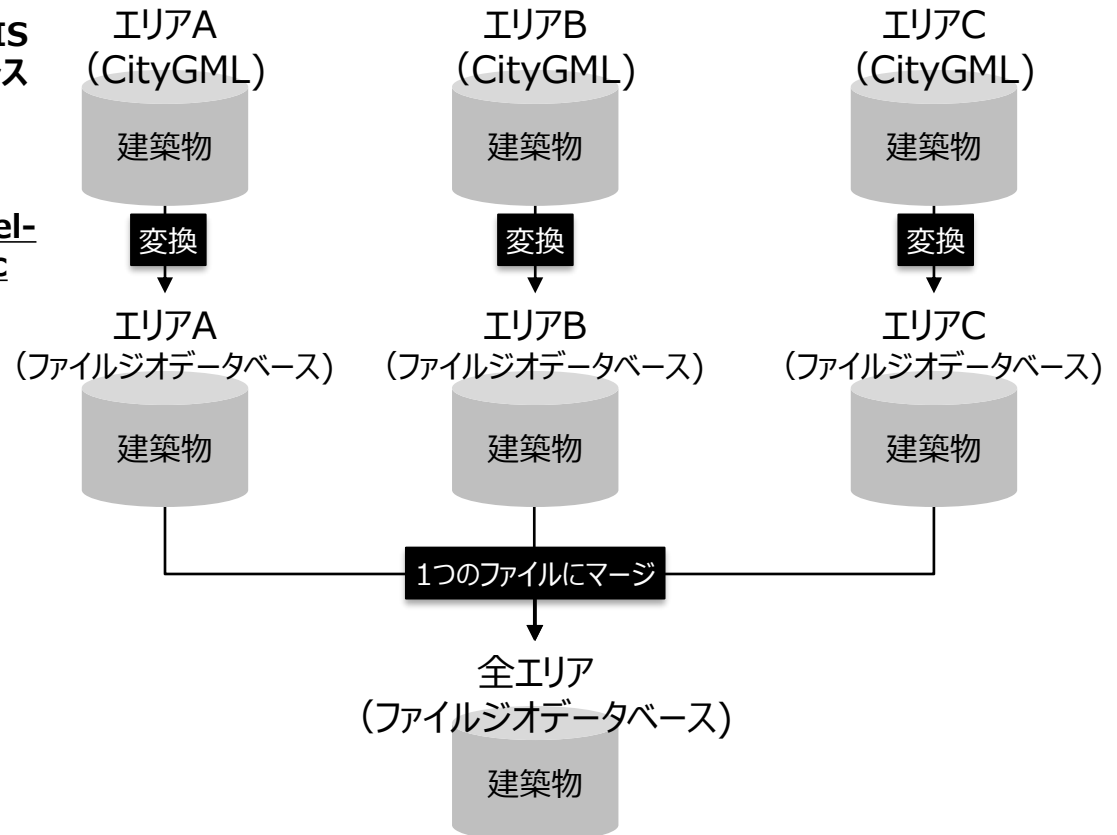 IS
ス
el-
エリアA
(CityGML)
建築物
エリアB
(CityGML)
建築物
エリアC
(CityGML)
建築物
変換
変換
変換
エリアA
(ファイルジオデータベース)
建築物
エリアB
(ファイルジオデータベース)
建築物
エリアC
(ファイルジオデータベース)
建築物
1つのファイルにマージ
全エリア
(ファイルジオデータベース)
建築物